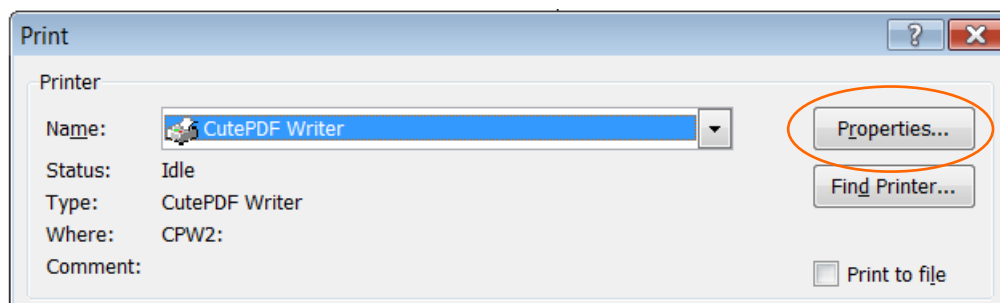 Print
Printer
Name: CutePDF Writer Properties...
Status: Idle Find Printer...
Type: CutePDF Writer
Where: CPW2:
Comment: Print to file